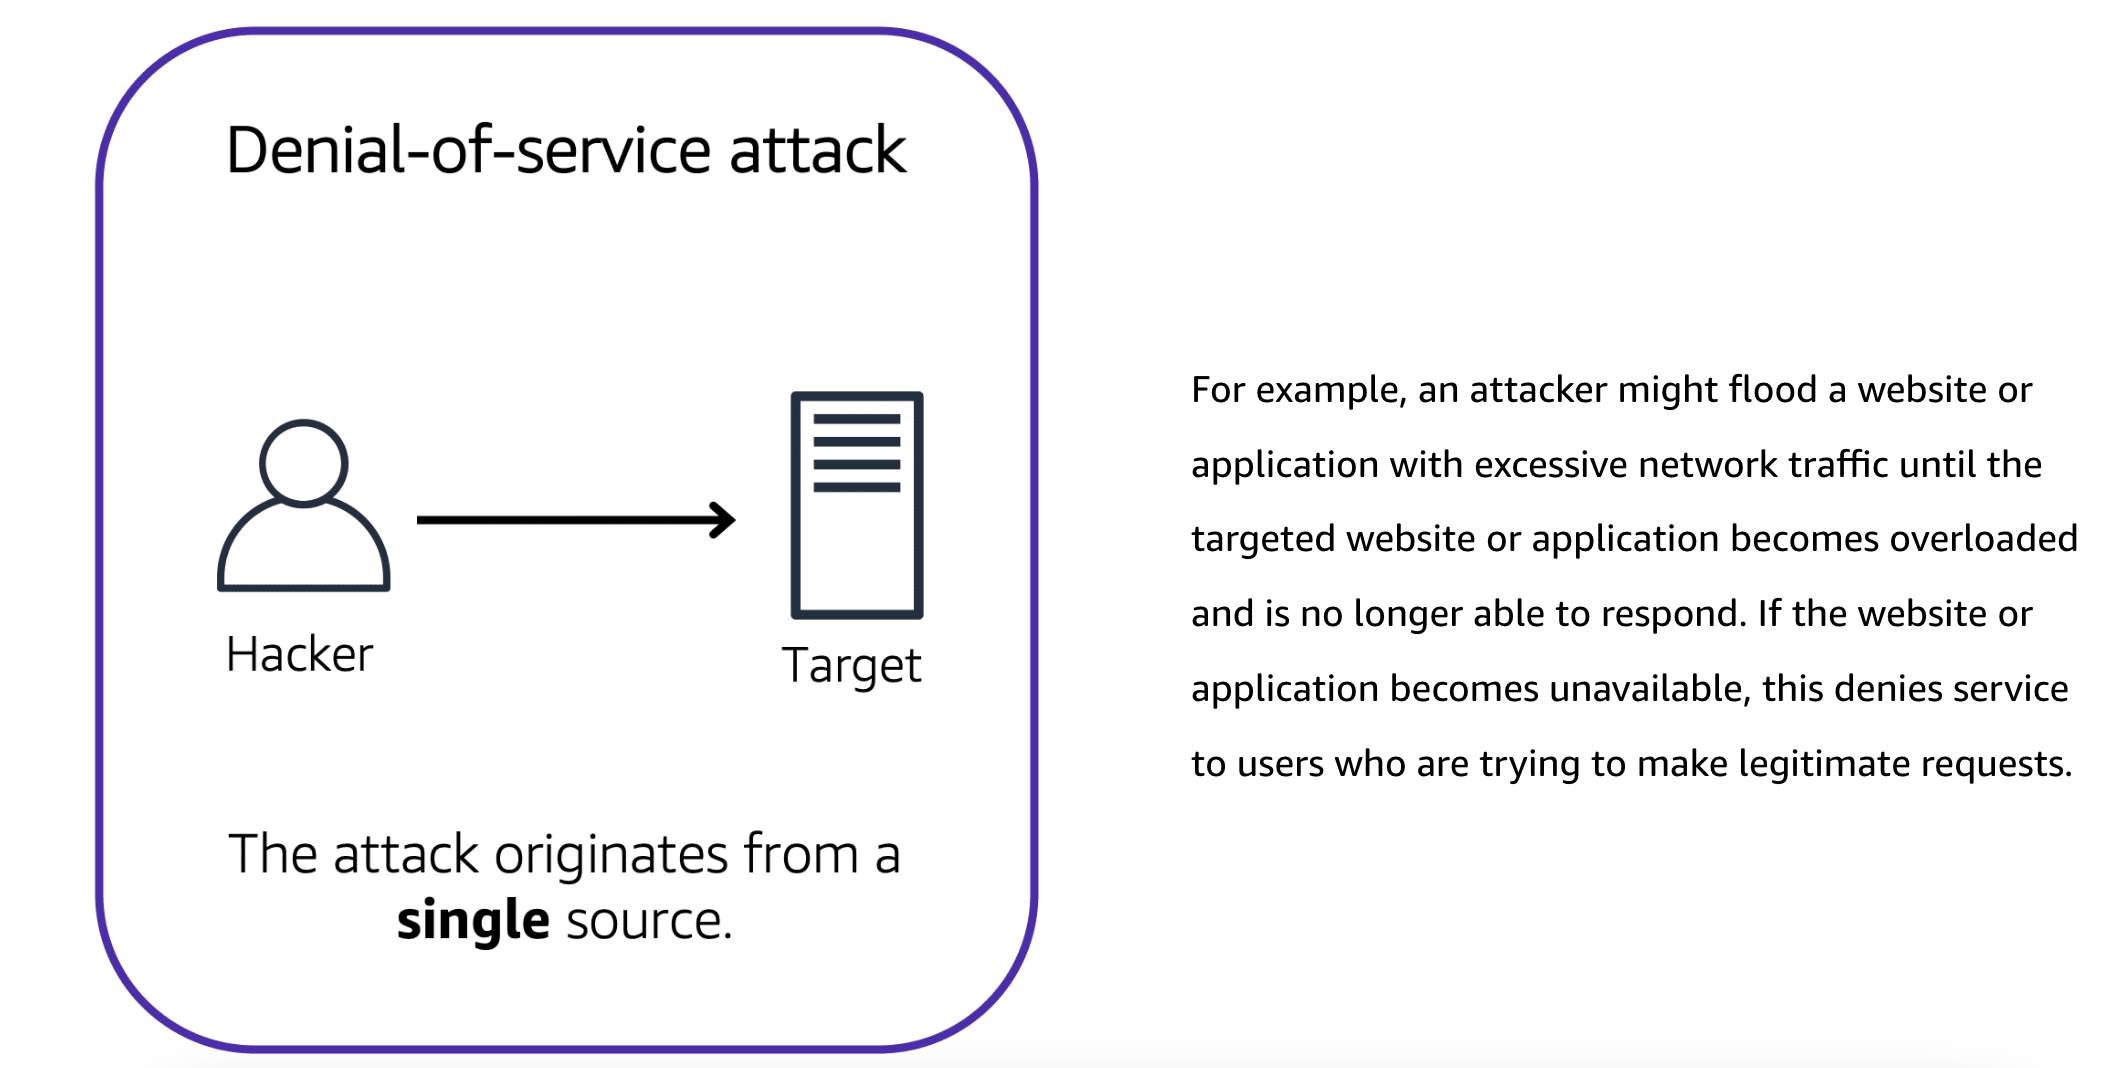 Denial-of-service attack
Hacker
Target
The attack originates from a
single source.
For example, an attacker might flood a website or
application with excessive network traffic until the
targeted website or application becomes overloaded
and is no longer able to respond. If the website or
application becomes unavailable, this denies service
to users who are trying to make legitimate requests.